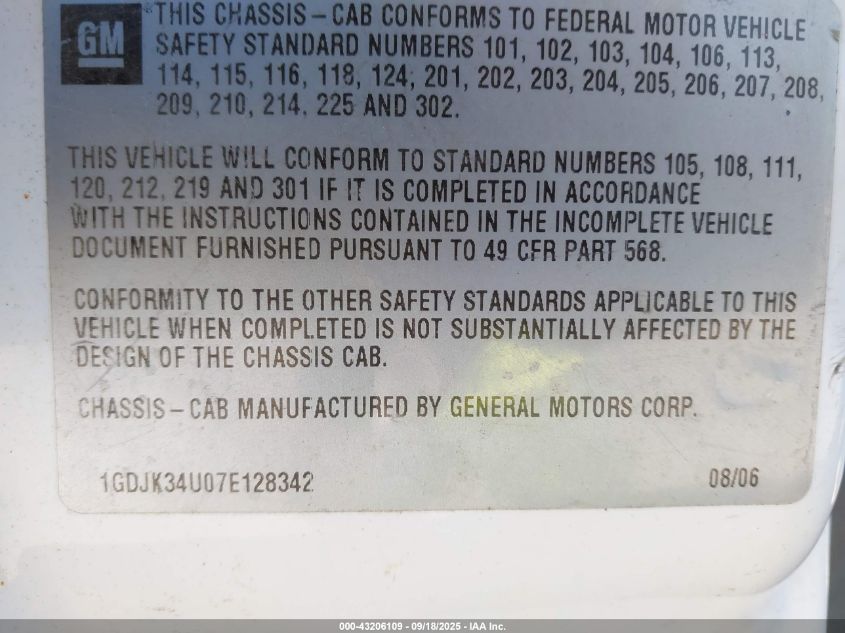 GM
THIS CHASSIS-CAB CONFORMS TO FEDERAL MOTOR VEHICLE
SAFETY STANDARD NUMBERS 101, 102, 103, 104, 106, 113,
114, 115, 116, 118, 124, 201, 202, 203, 204, 205, 206, 207, 208,
209, 210, 214, 225 AND 302.
THIS VEHICLE WILL CONFORM TO STANDARD NUMBERS 105, 108, 111,
120, 212, 219 AND 301 IF IT IS COMPLETED IN ACCORDANCE
WITH THE INSTRUCTIONS CONTAINED IN THE INCOMPLETE VEHICLE
DOCUMENT FURNISHED PURSUANT TO 49 CFR PART 568.
CONFORMITY TO THE OTHER SAFETY STANDARDS APPLICABLE TO THIS
VEHICLE WHEN COMPLETED IS NOT SUBSTANTIALLY AFFECTED BY THE
DESIGN OF THE CHASSIS CAB.
CHASSIS-CAB MANUFACTURED BY GENERAL MOTORS CORP.
1GDJK34U07E128342 08/06
000-43206109 - 09/18/2025 - IAA Inc.